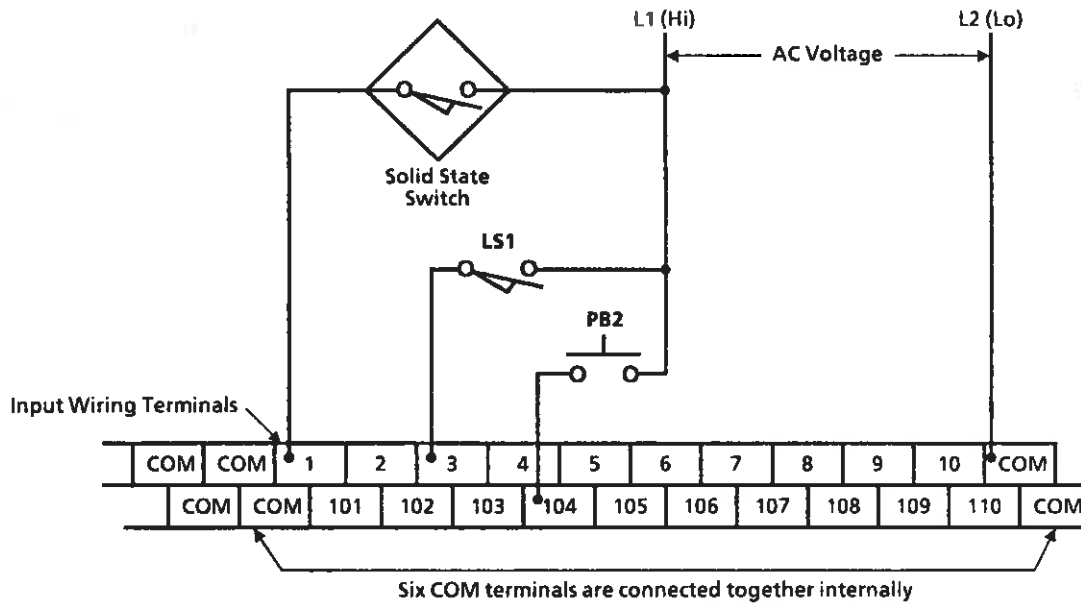 L1 (Hi) L2 (Lo)
AC Voltage
Solid State
Switch
LS1
PB2
Input Wiring Terminals
COM COM 1 2 3 4 5 6 7 8 9 10 COM
COM COM 101 102 103 104 105 106 107 108 109 110 COM
Six COM terminals are connected together internally